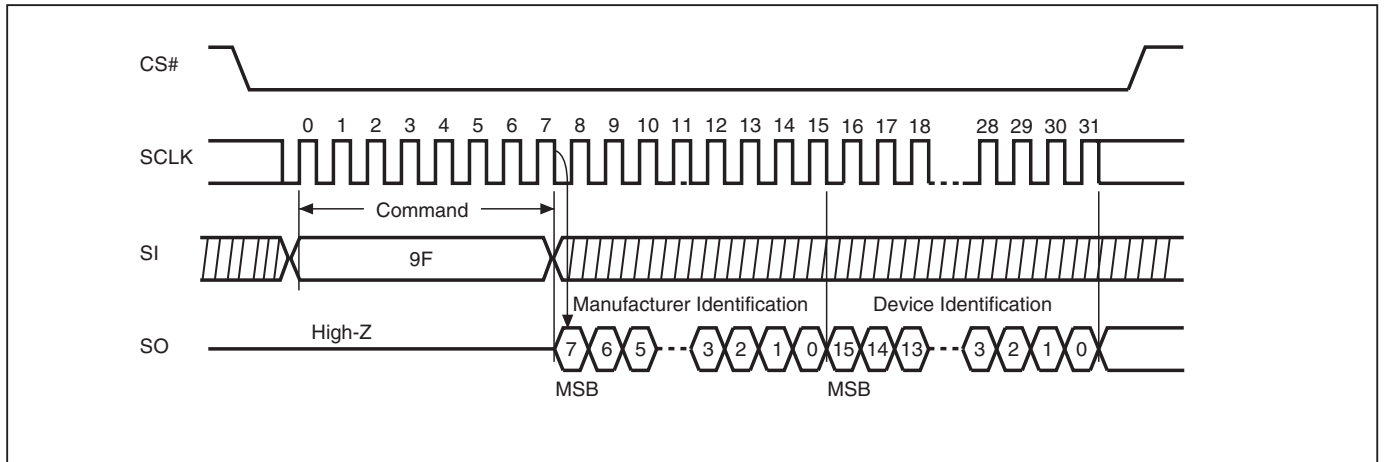 CS#
0 1 2 3 4 5 6 7 8 9 10 11 12 13 14 15 16 17 18 28 29 30 31
SCLK
Command
SI
9F
Manufacturer Identification Device Identification
High-Z
SO
7 6 5 3 2 1 0 15 14 13 3 2 1 0
MSB MSB